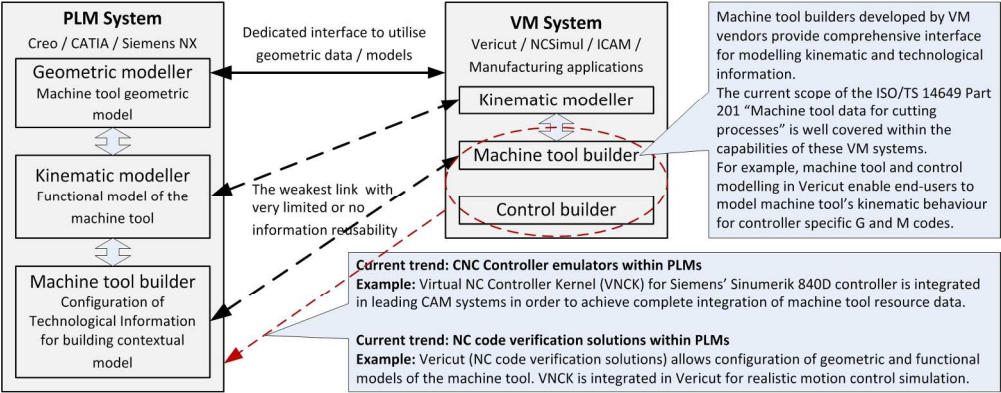 PLM System
Creo / CATIA / Siemens NX
Geometric modeller
Machine tool geometric
model
Kinematic modeller
Functional model of the
machine tool
Machine tool builder
Configuration of
Technological Information
for building contextual
model
Dedicated interface to utilise
geometric data / models
The weakest link with
very limited or no
information reusability
VM System
Vericut / NCSimul / ICAM /
Manufacturing applications
Kinematic modeller
Machine tool builder
Control builder
Machine tool builders developed by VM
vendors provide comprehensive interface
for modelling kinematic and technological
information.
The current scope of the ISO/TS 14649 Part
201 “Machine tool data for cutting
processes” is well covered within the
capabilities of these VM systems.
For example, machine tool and control
modelling in Vericut enable end-users to
model machine tool’s kinematic behaviour
for controller specific G and M codes.
Current trend: CNC Controller emulators within PLMs
Example: Virtual NC Controller Kernel (VNCK) for Siemens’ Sinumerik 840D controller is integrated
in leading CAM systems in order to achieve complete integration of machine tool resource data.
Current trend: NC code verification solutions within PLMs
Example: Vericut (NC code verification solutions) allows configuration of geometric and functional
models of the machine tool. VNCK is integrated in Vericut for realistic motion control simulation.